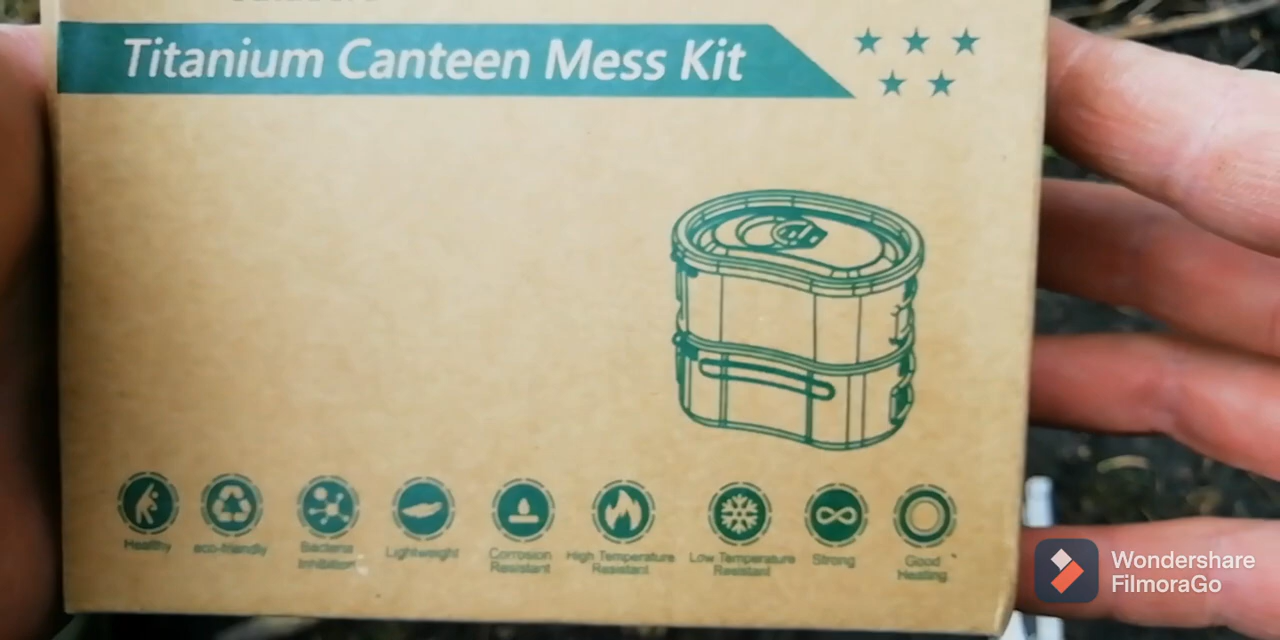 Titanium Canteen Mess Kit
Healthy
eco-friendly
Bacteria
Inhibition
Lightweight
Corrosion
Resistant
High Temperature
Resistant
Low Temperature
Resistant
Strong
Good
Heating
Wondershare
FilmoraGo